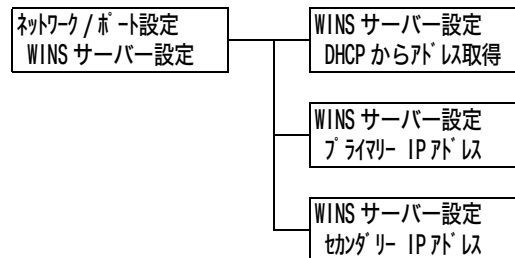 ﾈｯﾄﾜｰｸ / ﾎﾟｰﾄ設定
WINS サーバー設定
WINS サーバー設定
DHCP からｱﾄﾞﾚｽ取得
WINS サーバー設定
ﾌﾟﾗｲﾏﾘｰ IP ｱﾄﾞﾚｽ
WINS サーバー設定
ｾｶﾝﾀﾞﾘｰ IP ｱﾄﾞﾚｽ